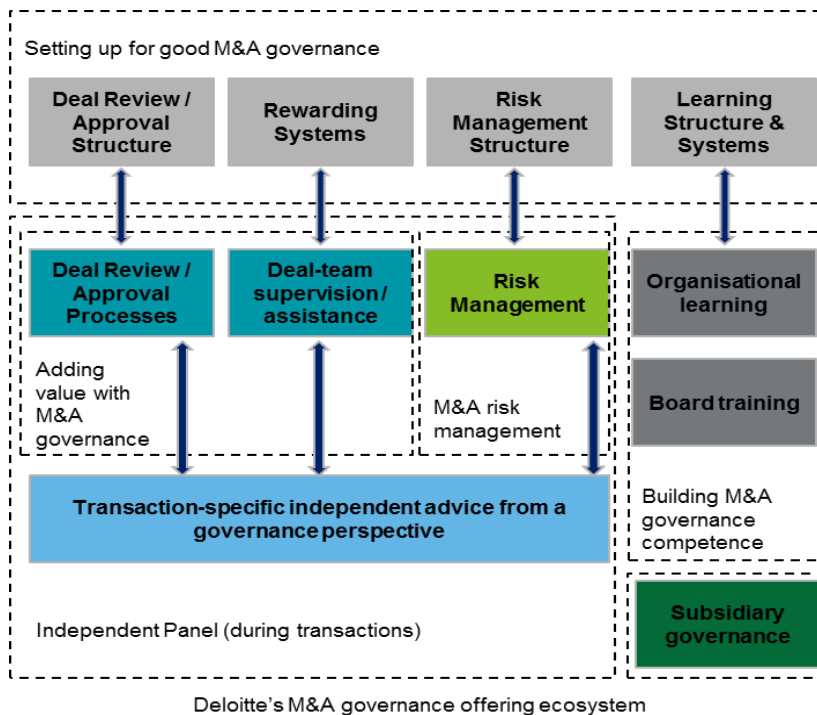 Setting up for good M&A governance
Deal Review /
Approval
Structure
Rewarding
Systems
Risk
Management
Structure
Learning
Structure &
Systems
Deal Review /
Approval
Processes
Deal-team
supervision/
assistance
Risk
Management
Organisational
learning
Adding
value with
M&A
governance
M&A risk
management
Board training
Transaction-specific independent advice from a
governance perspective
Building M&A
governance
competence
Independent Panel (during transactions)
Subsidiary
governance
Deloitte's M&A governance offering ecosystem